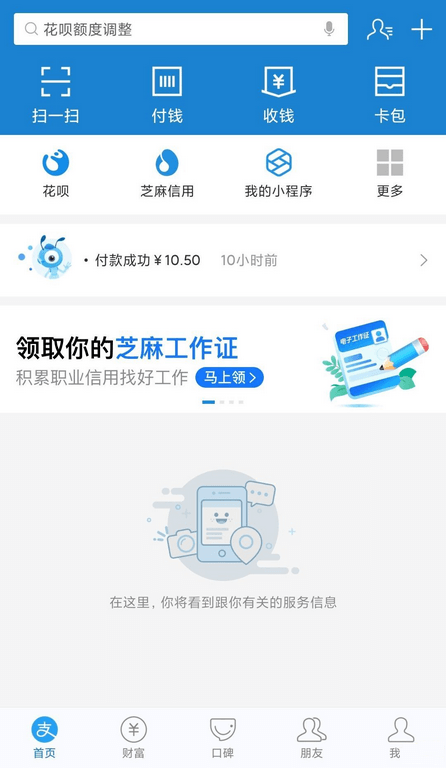 花呗额度调整
扫一扫
付钱
收钱
卡包
花呗
芝麻信用
我的小程序
更多
· 付款成功￥10.50 10小时前
领取你的芝麻工作证
积累职业信用找好工作 马上领 >
电子工作证
在这里，你将看到跟你有关的服务信息
支
首页
财富
口碑
朋友
我